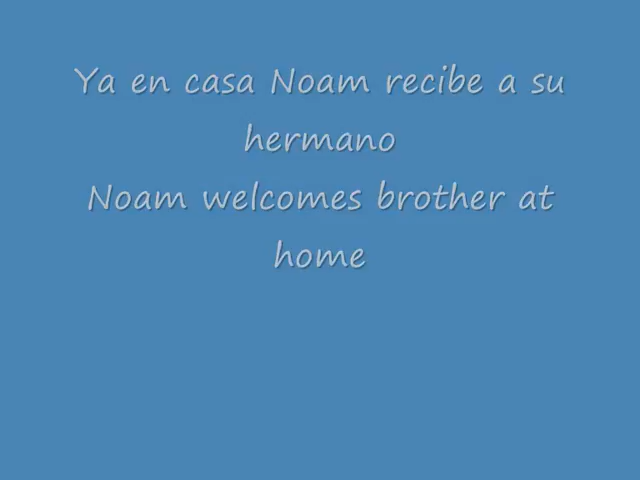 Ya en casa Noam recibe a su
hermano
Noam welcomes brother at
home